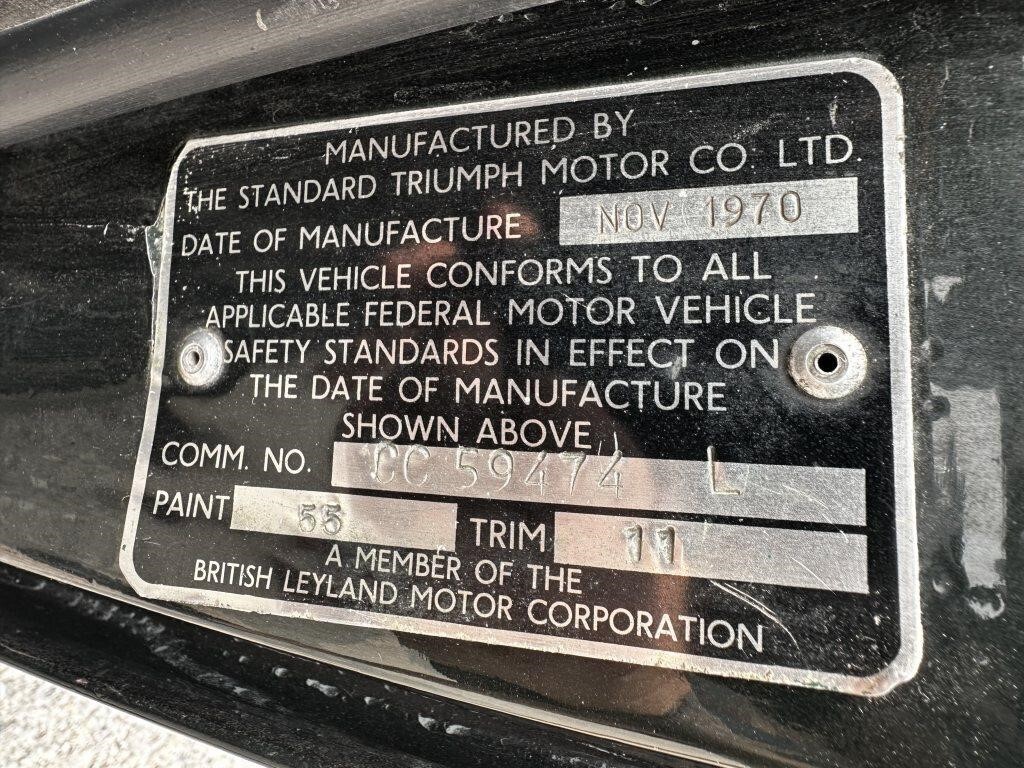 MANUFACTURED BY
THE STANDARD TRIUMPH MOTOR CO. LTD.
DATE OF MANUFACTURE NOV 1970
THIS VEHICLE CONFORMS TO ALL
APPLICABLE FEDERAL MOTOR VEHICLE
SAFETY STANDARDS IN EFFECT ON
THE DATE OF MANUFACTURE
SHOWN ABOVE
COMM. NO. CC 59474 L
PAINT 55 TRIM 11
A MEMBER OF THE
BRITISH LEYLAND MOTOR CORPORATION